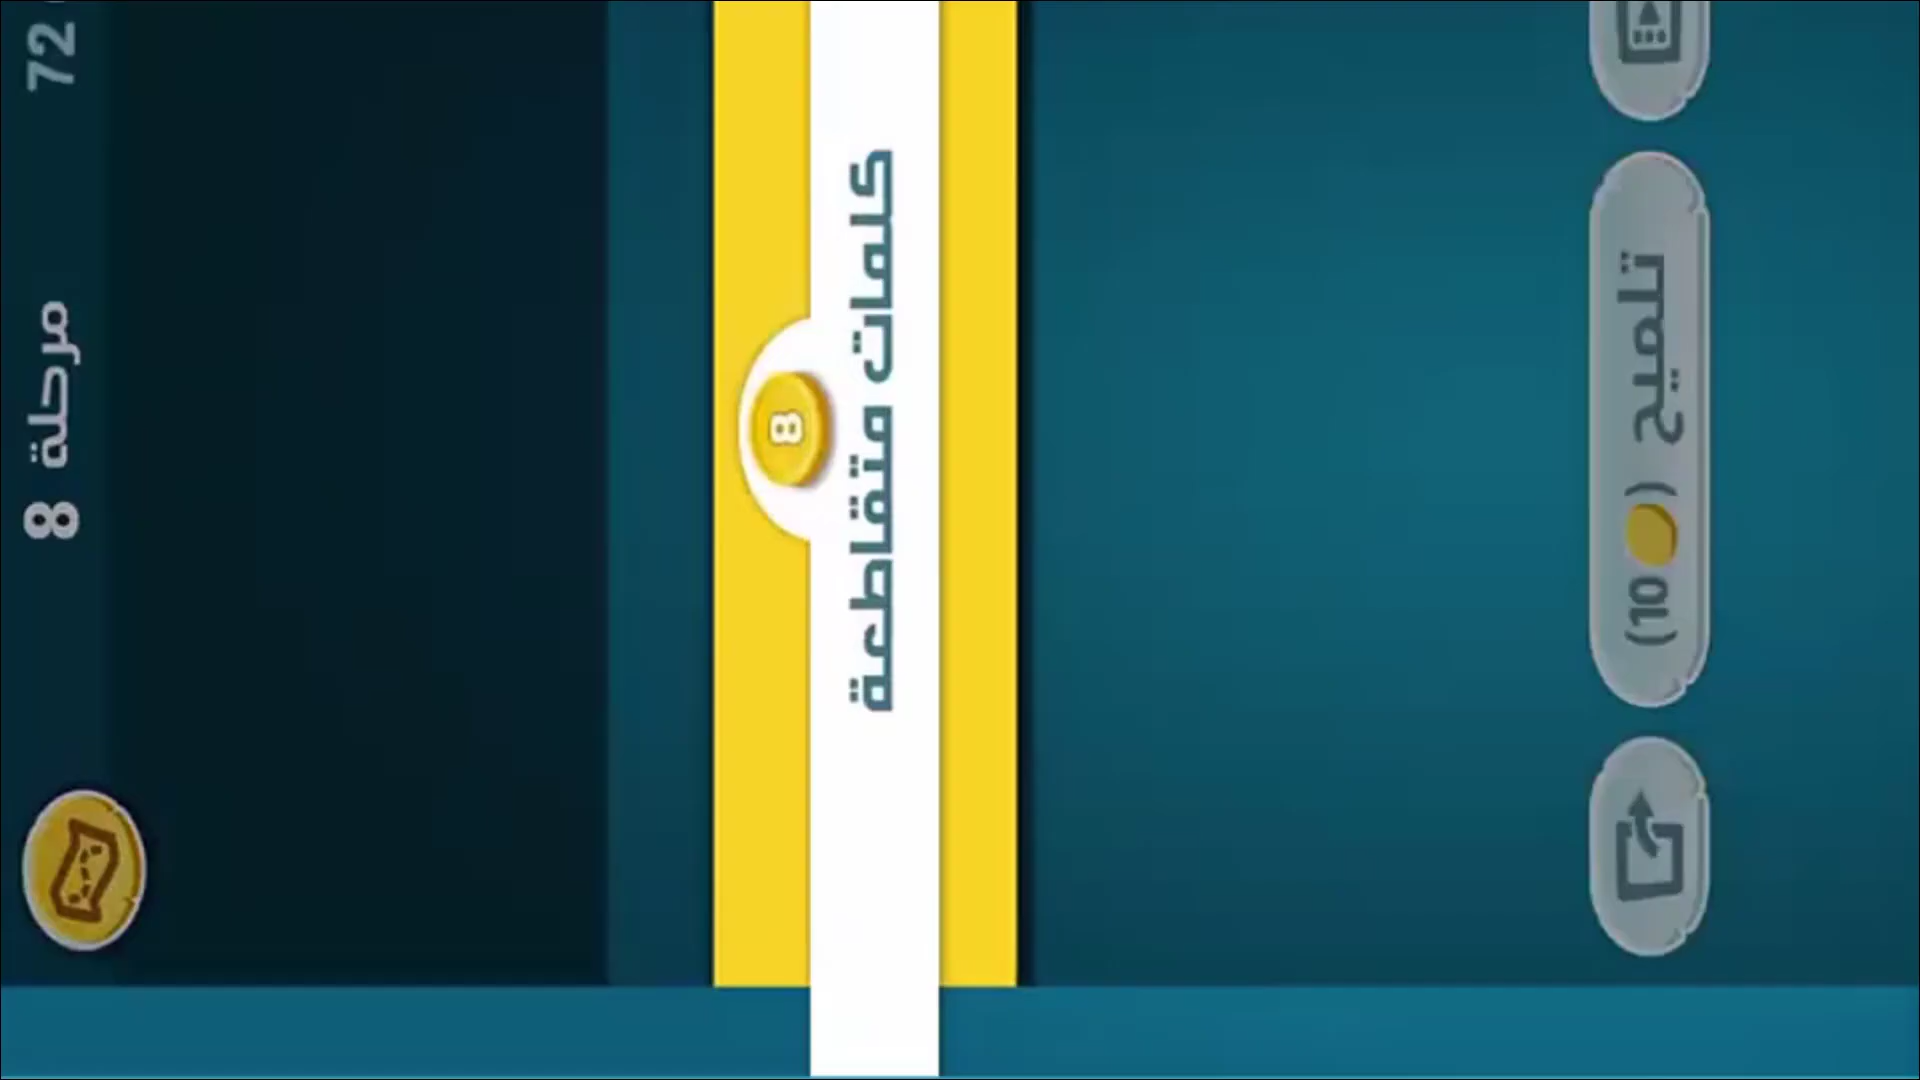 72
مرحلة 8
8
كلمات متقاطعة
تلميح (10)